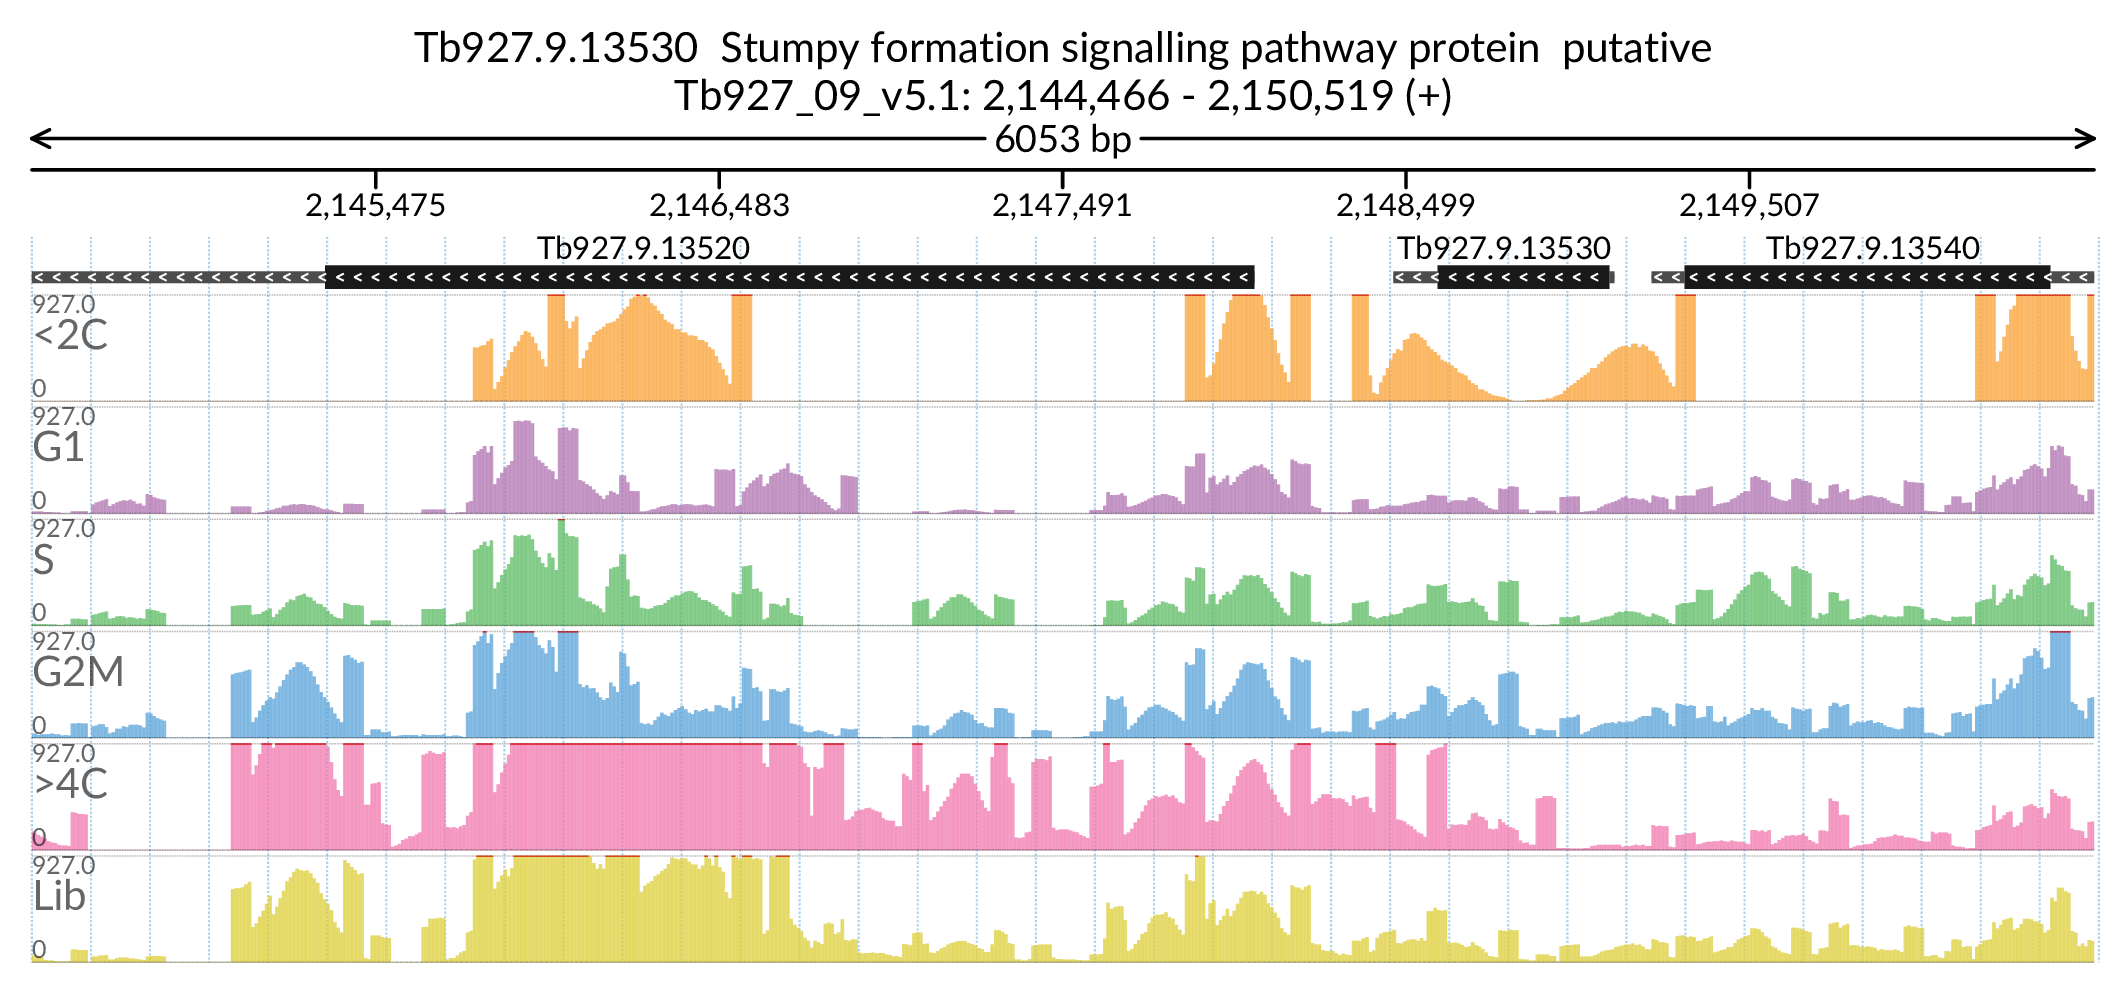 Tb927.9.13530 Stumpy formation signalling pathway protein putative
Tb927_09_v5.1: 2,144,466 - 2,150,519 (+)
6053 bp
2,145,475 2,146,483 2,147,491 2,148,499 2,149,507
Tb927.9.13520 Tb927.9.13530 Tb927.9.13540
927.0
<2C
0
927.0
G1
0
927.0
S
0
927.0
G2M
0
927.0
>4C
0
927.0
Lib
0